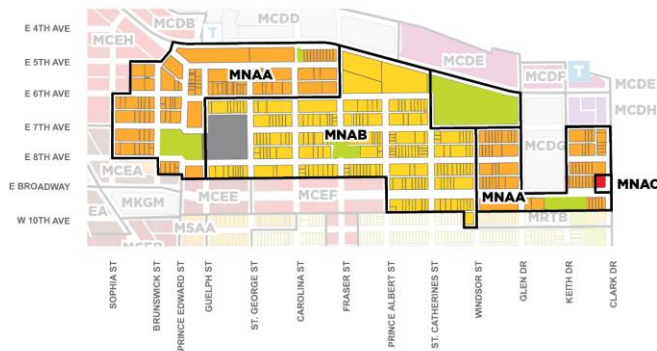 E 4TH AVE
E 5TH AVE
E 6TH AVE
E 7TH AVE
E 8TH AVE
E BROADWAY
W 10TH AVE
MCDB
T
MCDD
MCEH
MNAA
MCDE
MCDF
T
MCDE
MCDH
MNAB
MCDG
MCEA
MCEE
MCEF
MNAA
MNAC
EA
MKGM
MSAA
MRTB
SOPHIA ST
BRUNSWICK ST
PRINCE EDWARD ST
GUELPH ST
ST. GEORGE ST
CAROLINA ST
FRASER ST
PRINCE ALBERT ST
ST. CATHERINES ST
WINDSOR ST
GLEN DR
KEITH DR
CLARK DR